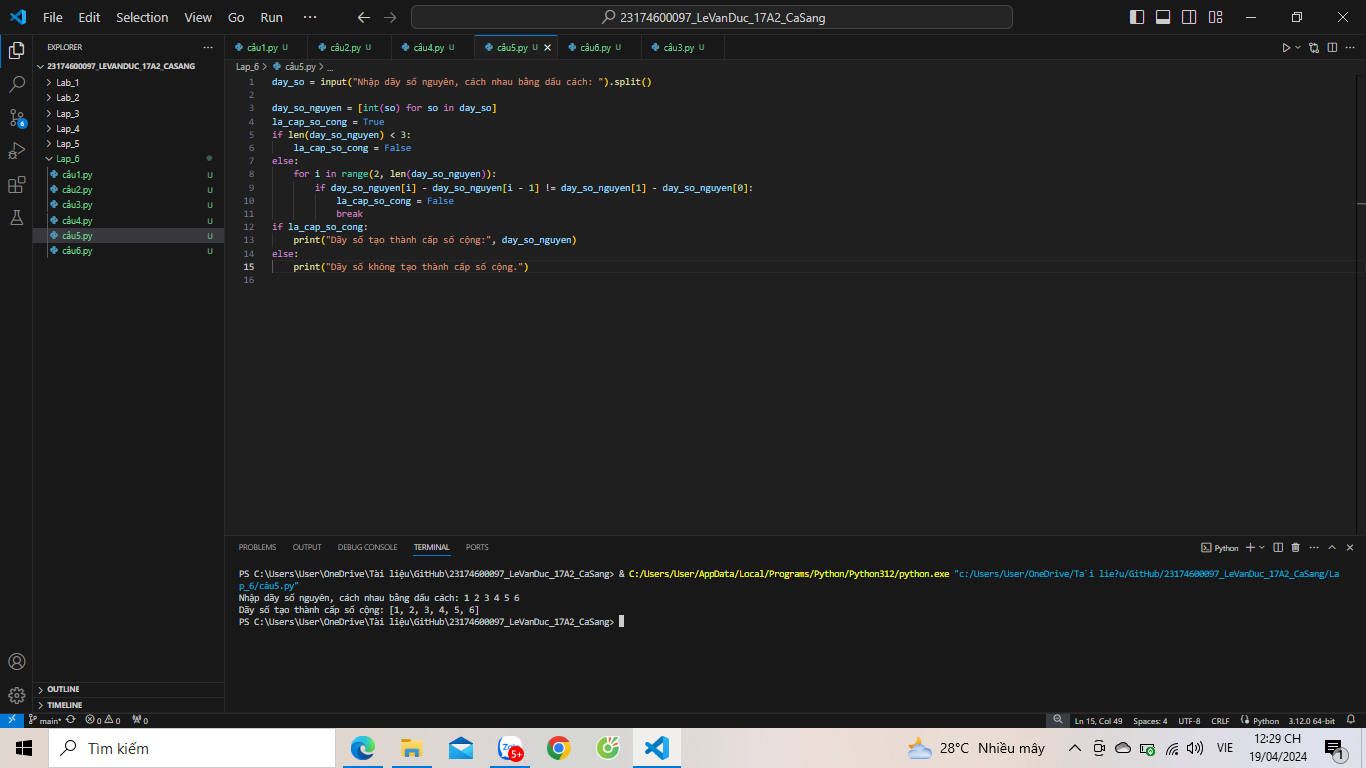 File Edit Selection View Go Run ···
23174600097_LeVanDuc_17A2_CaSang
EXPLORER
23174600097_LEVANDUC_17A2_CASANG
Lab_1
Lab_2
Lap_3
Lap_4
Lap_5
Lap_6
câu1.py U
câu2.py U
câu3.py U
câu4.py U
câu5.py U
câu6.py U
OUTLINE
TIMELINE
câu1.py U câu2.py U câu4.py U câu5.py U câu6.py U câu3.py U
Lap_6 > câu5.py > ...
1 day_so = input("Nhập dãy số nguyên, cách nhau bằng dấu cách: ").split()
2
3 day_so_nguyen = [int(so) for so in day_so]
4 la_cap_so_cong = True
5 if len(day_so_nguyen) < 3:
6 la_cap_so_cong = False
7 else:
8 for i in range(2, len(day_so_nguyen)):
9 if day_so_nguyen[i] - day_so_nguyen[i - 1] != day_so_nguyen[1] - day_so_nguyen[0]:
10 la_cap_so_cong = False
11 break
12 if la_cap_so_cong:
13 print("Dãy số tạo thành cấp số cộng:", day_so_nguyen)
14 else:
15 print("Dãy số không tạo thành cấp số cộng.")
16
PROBLEMS OUTPUT DEBUG CONSOLE TERMINAL PORTS
Python
PS C:\Users\User\OneDrive\Tài liệu\GitHub\23174600097_LeVanDuc_17A2_CaSang> & C:/Users/User/AppData/Local/Programs/Python/Python312/python.exe "c:/Users/User/OneDrive/Ta`i lie?u/GitHub/23174600097_LeVanDuc_17A2_CaSang/La
p_6/câu5.py"
Nhập dãy số nguyên, cách nhau bằng dấu cách: 1 2 3 4 5 6
Dãy số tạo thành cấp số cộng: [1, 2, 3, 4, 5, 6]
PS C:\Users\User\OneDrive\Tài liệu\GitHub\23174600097_LeVanDuc_17A2_CaSang>
main* 0 0 0 Ln 15, Col 49 Spaces: 4 UTF-8 CRLF Python 3.12.0 64-bit
Tìm kiếm
5+
28°C Nhiều mây
VIE
12:29 CH
19/04/2024
1